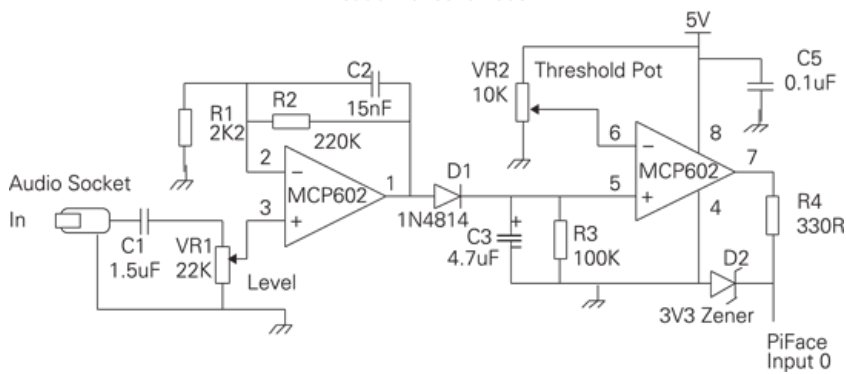 5V
C5
0.1uF
C2
15nF
VR2
10K
Threshold Pot
R1
2K2
R2
220K
6
8
7
MCP602
5
4
2
1
MCP602
3
D1
1N4814
Audio Socket
In
C1
1.5uF
VR1
22K
Level
C3
4.7uF
R3
100K
R4
330R
D2
3V3 Zener
PiFace
Input 0